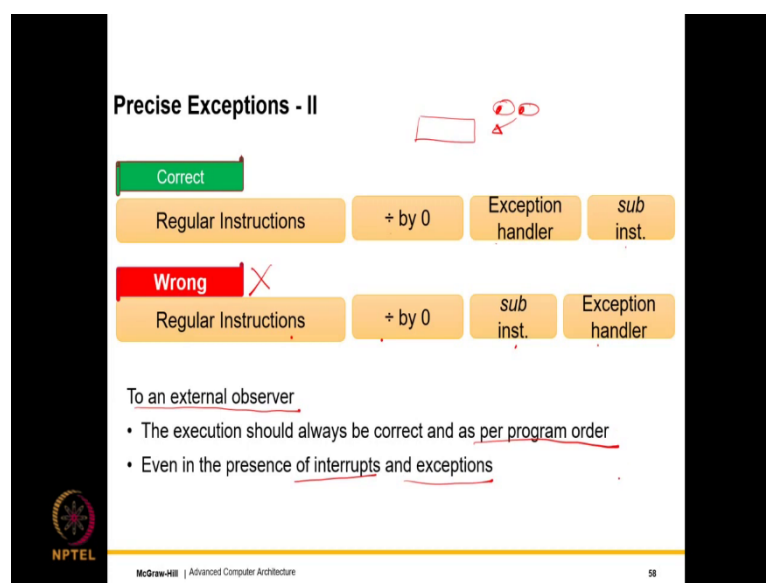 Precise Exceptions - II
Correct
Regular Instructions
÷ by 0
Exception
handler
sub
inst.
Wrong
Regular Instructions
÷ by 0
sub
inst.
Exception
handler
To an external observer
• The execution should always be correct and as per program order
• Even in the presence of interrupts and exceptions
NPTEL
McGraw-Hill | Advanced Computer Architecture
58